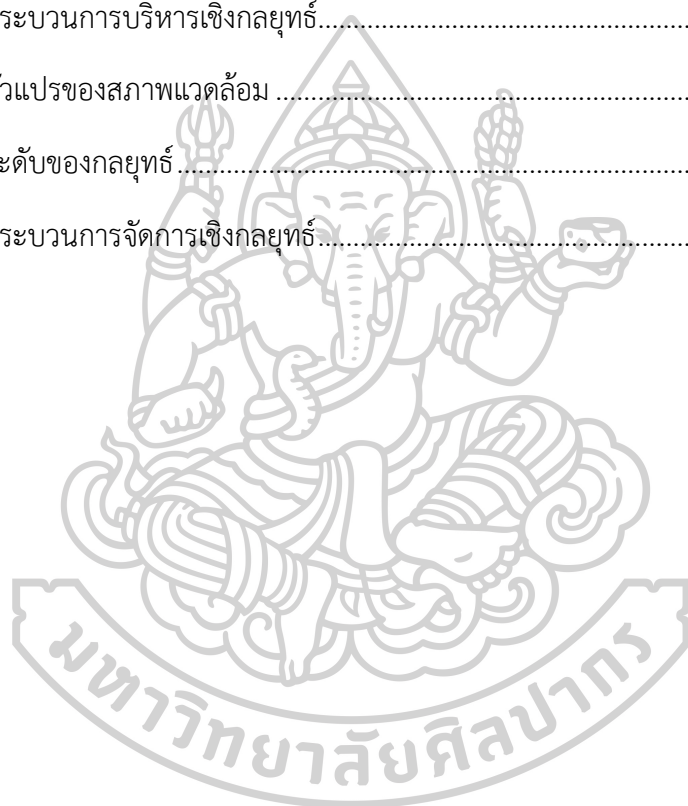 ระบวนการบริหารเชิงกลยุทธ์
วแปรของสภาพแวดล้อม
ะดับของกลยุทธ์
ระบวนการจัดการเชิงกลยุทธ์
มหาวิทยาลัยศิลปากร